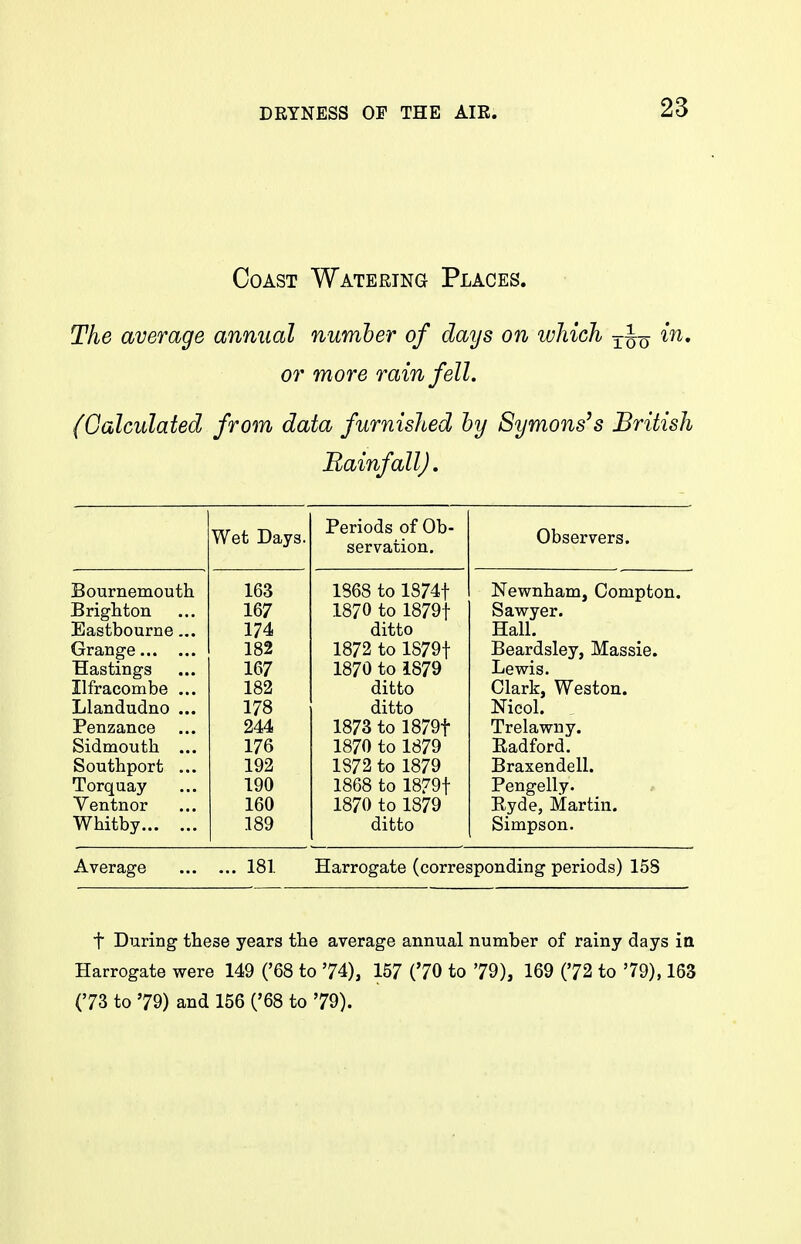 DRYNESS OF THE AIR. 23
Coast Watering Places.
The average annual number of days on which 1/100 in.
or more rain fell.
(Calculated from data furnished by Symons's British
Rainfall).
Wet Days. Periods of Observation. Observers.
Bournemouth 163 1868 to 1874† Newnham, Compton.
Brighton ... 167 1870 to 1879† Sawyer.
Eastbourne ... 174 ditto Hall.
Grange ... ... 182 1872 to 1879† Beardsley, Massie.
Hastings ... 167 1870 to 1879 Lewis.
Ilfracombe ... 182 ditto Clark, Weston.
Llandudno ... 178 ditto Nicol.
Penzance ... 244 1873 to 1879† Trelawny.
Sidmouth ... 176 1870 to 1879 Radford.
Southport ... 192 1872 to 1879 Braxendell.
Torquay ... 190 1868 to 1879† Pengelly.
Ventnor ... 160 1870 to 1879 Ryde, Martin.
Whitby... ... 189 ditto Simpson.
Average ... ... 181 Harrogate (corresponding periods) 158
† During these years the average annual number of rainy days in
Harrogate were 149 ('68 to '74), 157 ('70 to '79), 169 ('72 to '79), 163
('73 to '79) and 156 ('68 to '79).